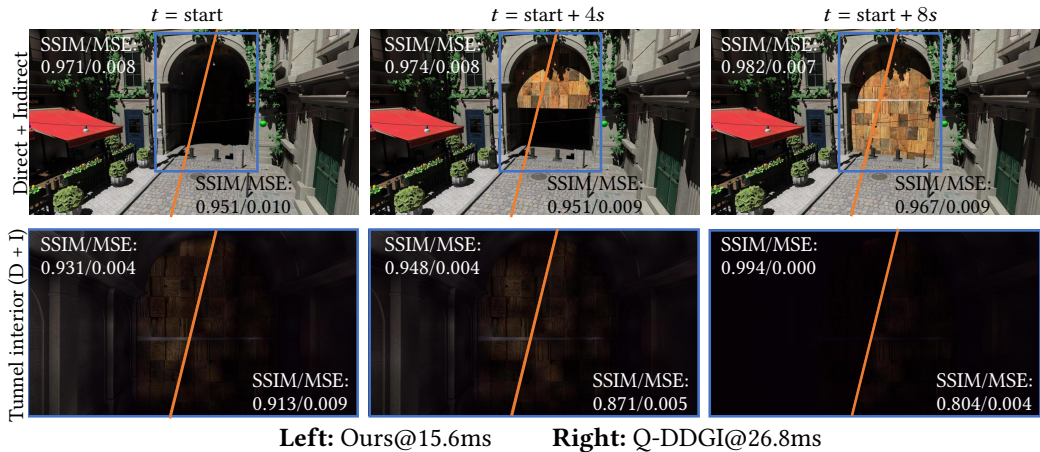 t = start
t = start + 4s
t = start + 8s
Direct + Indirect
SSIM/MSE:
0.971/0.008
SSIM/MSE:
0.951/0.010
SSIM/MSE:
0.974/0.008
SSIM/MSE:
0.951/0.009
SSIM/MSE:
0.982/0.007
SSIM/MSE:
0.967/0.009
Tunnel interior (D + I)
SSIM/MSE:
0.931/0.004
SSIM/MSE:
0.913/0.009
SSIM/MSE:
0.948/0.004
SSIM/MSE:
0.871/0.005
SSIM/MSE:
0.994/0.000
SSIM/MSE:
0.804/0.004
Left: Ours@15.6ms Right: Q-DDGI@26.8ms